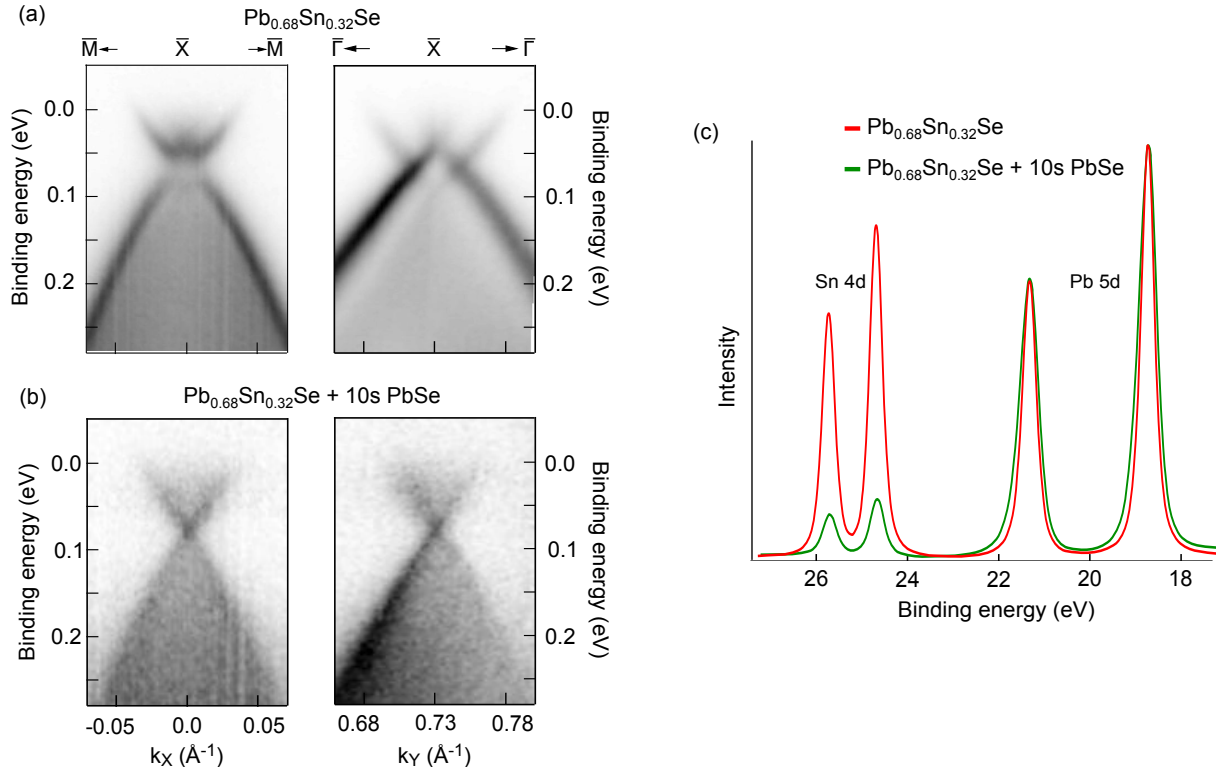 (a)
Pb0.68Sn0.32Se
M̅ X̅ M̅ Γ̅ X̅ Γ̅
0.0
0.1
0.2
Binding energy (eV)
0.0
0.1
0.2
Binding energy (eV)
(b)
Pb0.68Sn0.32Se + 10s PbSe
0.0
0.1
0.2
Binding energy (eV)
0.0
0.1
0.2
Binding energy (eV)
-0.05 0.0 0.05
0.68 0.73 0.78
kX (Å-1)
kY (Å-1)
(c)
Pb0.68Sn0.32Se
Pb0.68Sn0.32Se + 10s PbSe
Sn 4d
Pb 5d
Intensity
26 24 22 20 18
Binding energy (eV)